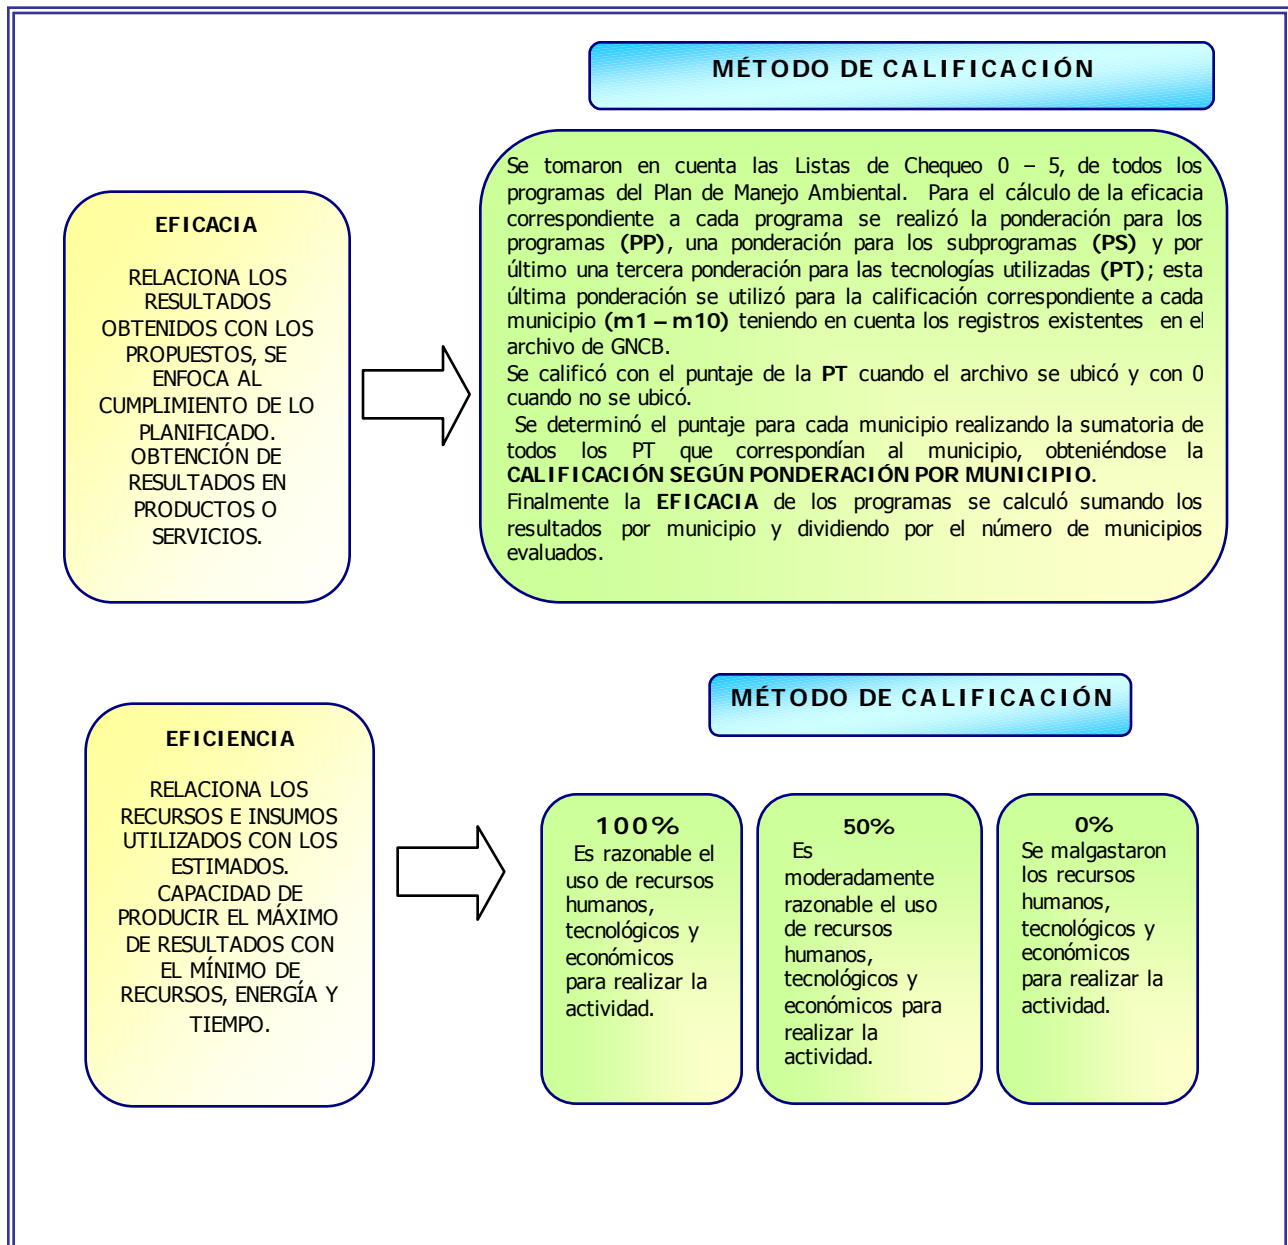 MÉTODO DE CALIFICACIÓN
EFICACIA
RELACIONA LOS
RESULTADOS
OBTENIDOS CON LOS
PROPUESTOS, SE
ENFOCA AL
CUMPLIMIENTO DE LO
PLANIFICADO.
OBTENCIÓN DE
RESULTADOS EN
PRODUCTOS O
SERVICIOS.
Se tomaron en cuenta las Listas de Chequeo 0 – 5, de todos los
programas del Plan de Manejo Ambiental. Para el cálculo de la eficacia
correspondiente a cada programa se realizó la ponderación para los
programas (PP), una ponderación para los subprogramas (PS) y por
último una tercera ponderación para las tecnologías utilizadas (PT); esta
última ponderación se utilizó para la calificación correspondiente a cada
municipio (m1 – m10) teniendo en cuenta los registros existentes en el
archivo de GNCB.
Se calificó con el puntaje de la PT cuando el archivo se ubicó y con 0
cuando no se ubicó.
Se determinó el puntaje para cada municipio realizando la sumatoria de
todos los PT que correspondían al municipio, obteniéndose la
CALIFICACIÓN SEGÚN PONDERACIÓN POR MUNICIPIO.
Finalmente la EFICACIA de los programas se calculó sumando los
resultados por municipio y dividiendo por el número de municipios
evaluados.
MÉTODO DE CALIFICACIÓN
EFICIENCIA
RELACIONA LOS
RECURSOS E INSUMOS
UTILIZADOS CON LOS
ESTIMADOS.
CAPACIDAD DE
PRODUCIR EL MÁXIMO
DE RESULTADOS CON
EL MÍNIMO DE
RECURSOS, ENERGÍA Y
TIEMPO.
100%
Es razonable el
uso de recursos
humanos,
tecnológicos y
económicos
para realizar la
actividad.
50%
Es
moderadamente
razonable el uso
de recursos
humanos,
tecnológicos y
económicos para
realizar la
actividad.
0%
Se malgastaron
los recursos
humanos,
tecnológicos y
económicos
para realizar la
actividad.